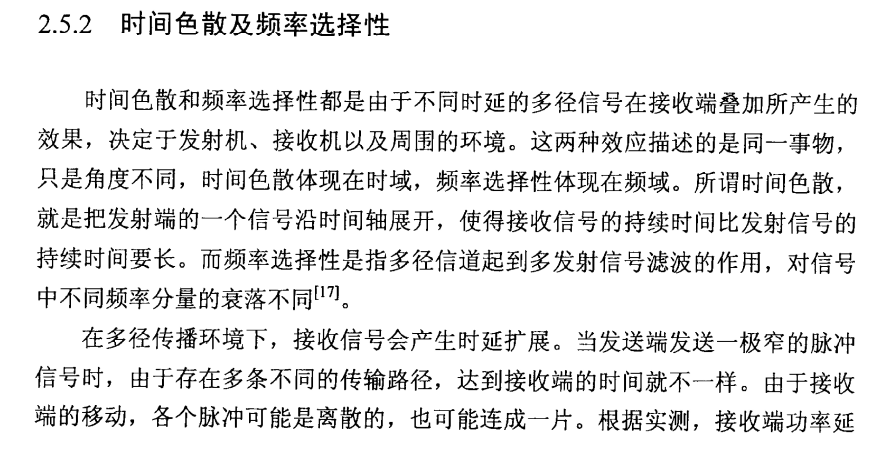 2.5.2 时间色散及频率选择性
时间色散和频率选择性都是由于不同时延的多径信号在接收端叠加所产生的
效果，决定于发射机、接收机以及周围的环境。这两种效应描述的是同一事物，
只是角度不同，时间色散体现在时域，频率选择性体现在频域。所谓时间色散，
就是把发射端的一个信号沿时间轴展开，使得接收信号的持续时间比发射信号的
持续时间要长。而频率选择性是指多径信道起到多发射信号滤波的作用，对信号
中不同频率分量的衰落不同[17]。
在多径传播环境下，接收信号会产生时延扩展。当发送端发送一极窄的脉冲
信号时，由于存在多条不同的传输路径，达到接收端的时间就不一样。由于接收
端的移动，各个脉冲可能是离散的，也可能连成一片。根据实测，接收端功率延